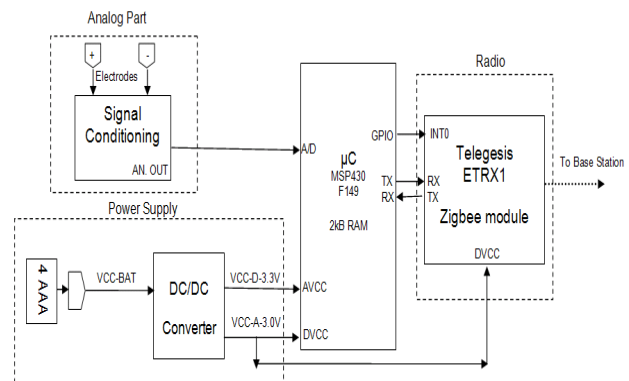 Analog Part
+
-
Electrodes
Signal
Conditioning
AN. OUT
A/D
µC
MSP430
F149
2kB RAM
GPIO
TX
RX
AVCC
DVCC
Radio
INT0
Telegesis
ETRX1
RX
TX
Zigbee module
DVCC
To Base Station
Power Supply
4 AAA
VCC-BAT
DC/DC
Converter
VCC-D-3.3V
VCC-A-3.0V